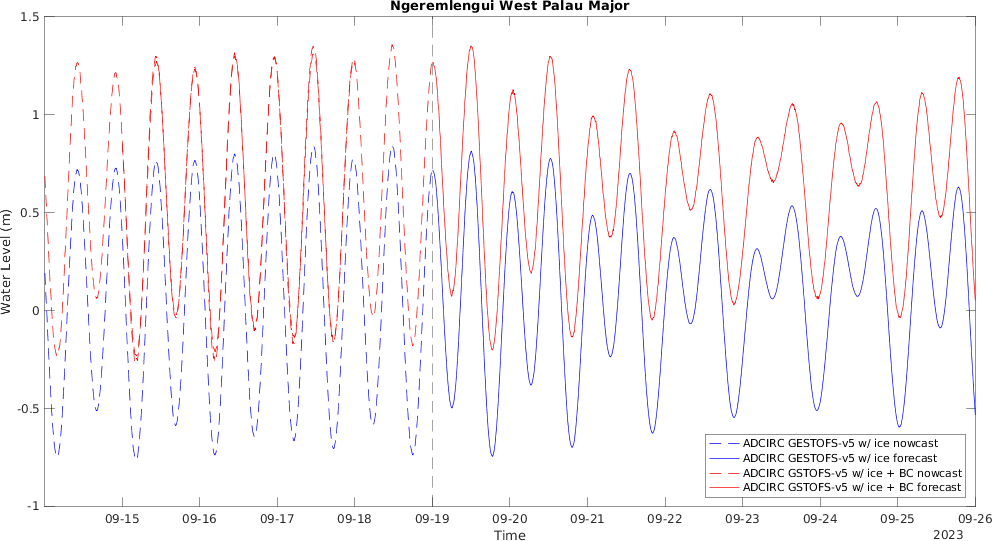 Ngeremlengui West Palau Major
1.5
1
0.5
0
-0.5
-1
Water Level (m)
09-15 09-16 09-17 09-18 09-19 09-20 09-21 09-22 09-23 09-24 09-25 09-26
Time
2023
ADCIRC GESTOFS-v5 w/ ice nowcast
ADCIRC GESTOFS-v5 w/ ice forecast
ADCIRC GSTOFS-v5 w/ ice + BC nowcast
ADCIRC GSTOFS-v5 w/ ice + BC forecast